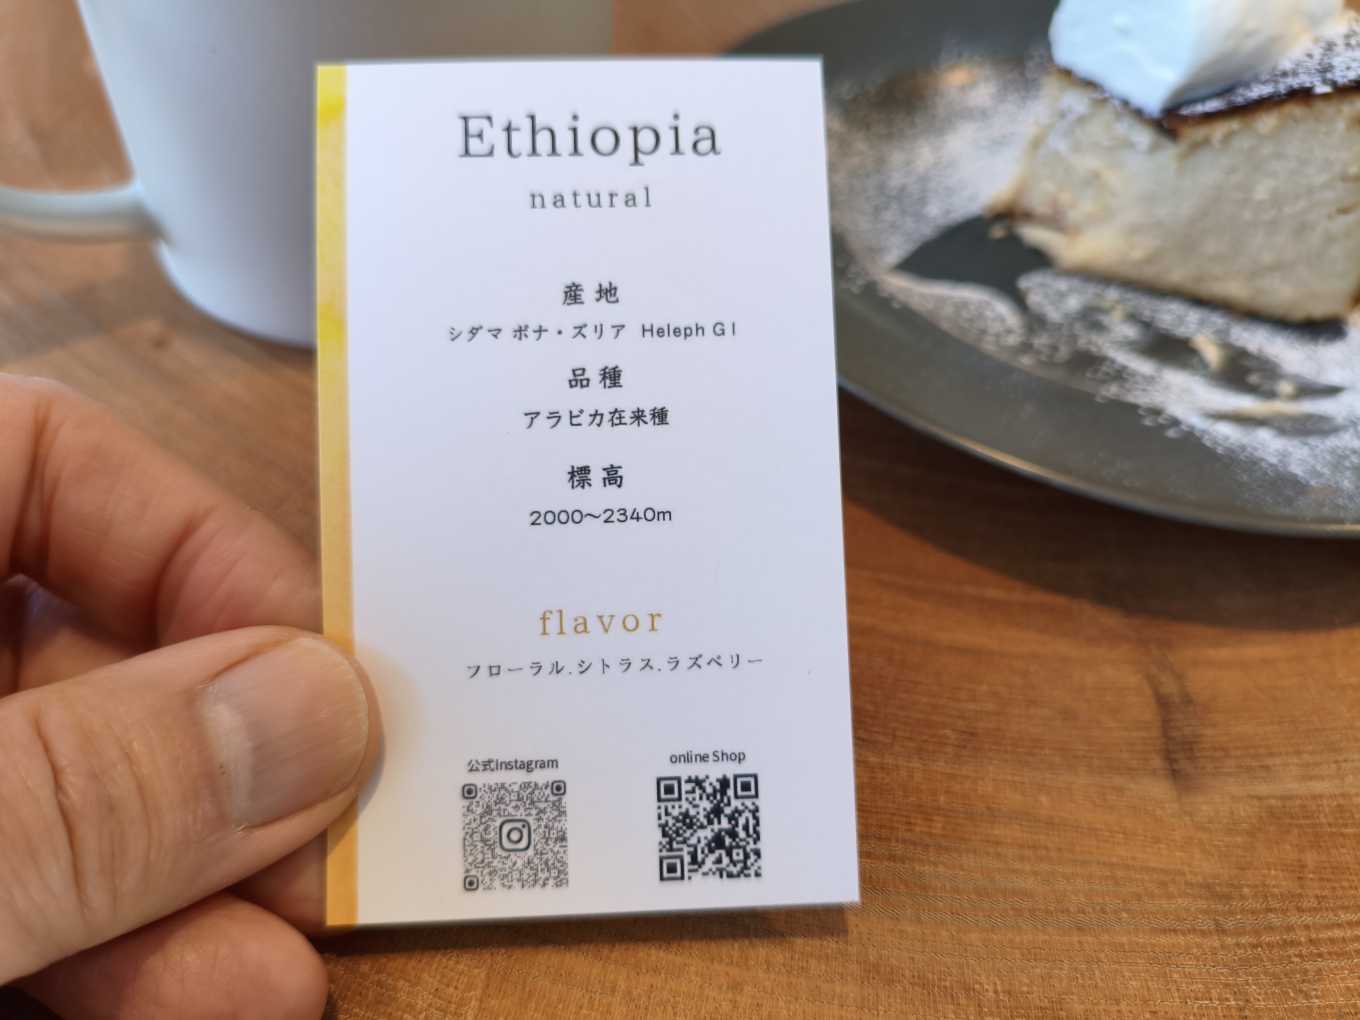 Ethiopia
natural
産地
シダマ ボナ・ズリア Heleph G1
品種
アラビカ在来種
標高
2000〜2340m
flavor
フローラル.シトラス.ラズベリー
公式Instagram
online Shop